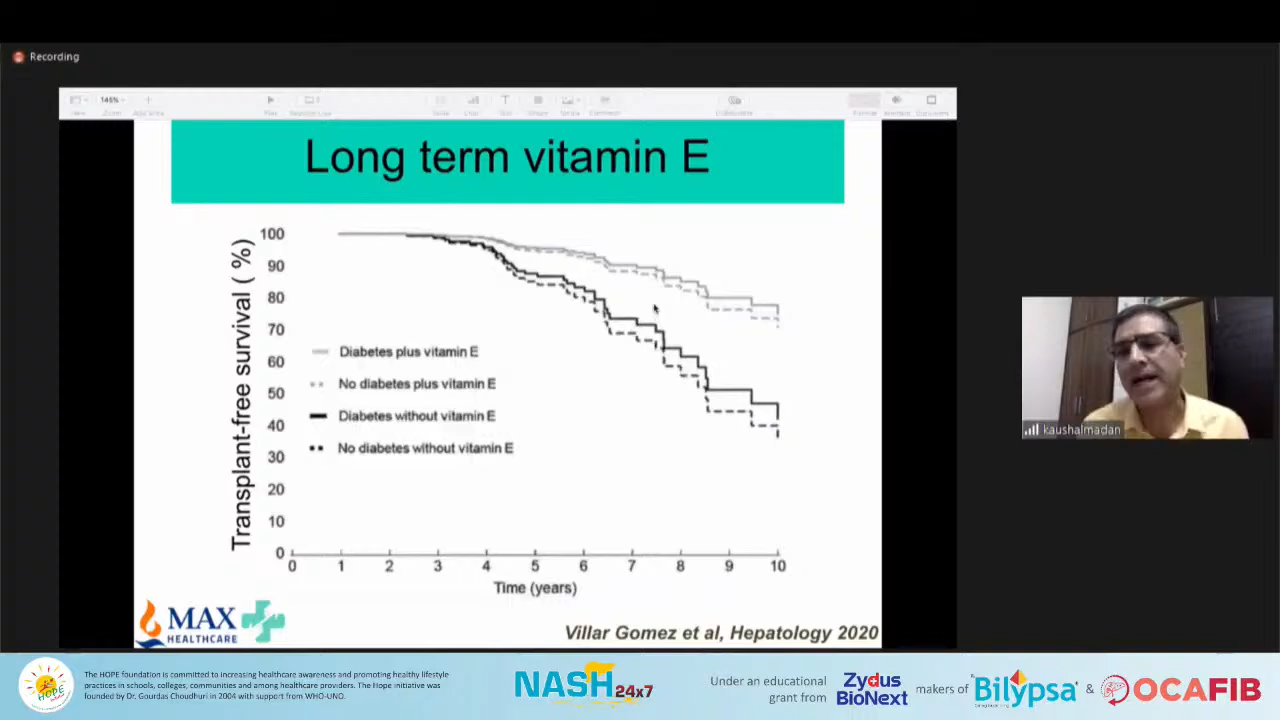 Recording
146%
Long term vitamin E
Transplant-free survival ( %)
100
90
80
70
60
50
40
30
20
10
0
Diabetes plus vitamin E
No diabetes plus vitamin E
Diabetes without vitamin E
No diabetes without vitamin E
0 1 2 3 4 5 6 7 8 9 10
Time (years)
MAX
HEALTHCARE
Villar Gomez et al, Hepatology 2020
kaushalmadan
HOPE
The HOPE foundation is committed to increasing healthcare awareness and promoting healthy lifestyle
practices in schools, colleges, communities and among healthcare providers. The Hope initiative was
founded by Dr. Gourdas Choudhuri in 2004 with support from WHO-UNO.
NASH 24x7
Under an educational
grant from
Zydus
BioNext
makers of
Bilypsa
&
OCAFIB